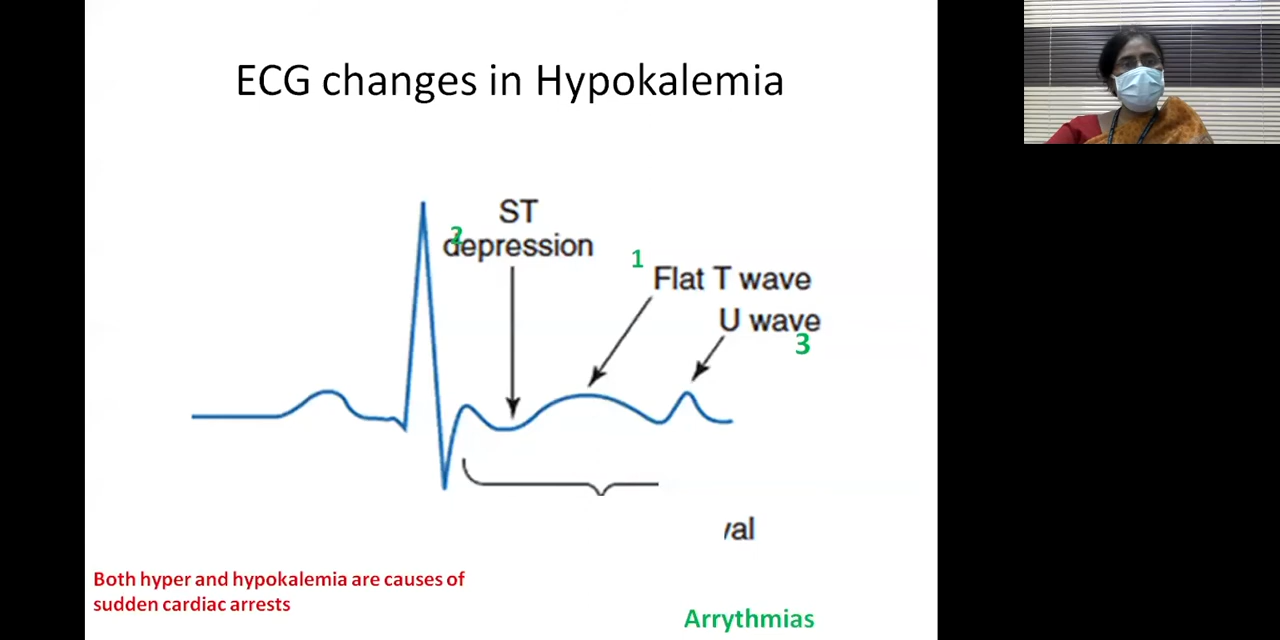 ECG changes in Hypokalemia
ST
2
depression
1
Flat T wave
U wave
3
val
Both hyper and hypokalemia are causes of
sudden cardiac arrests
Arrythmias